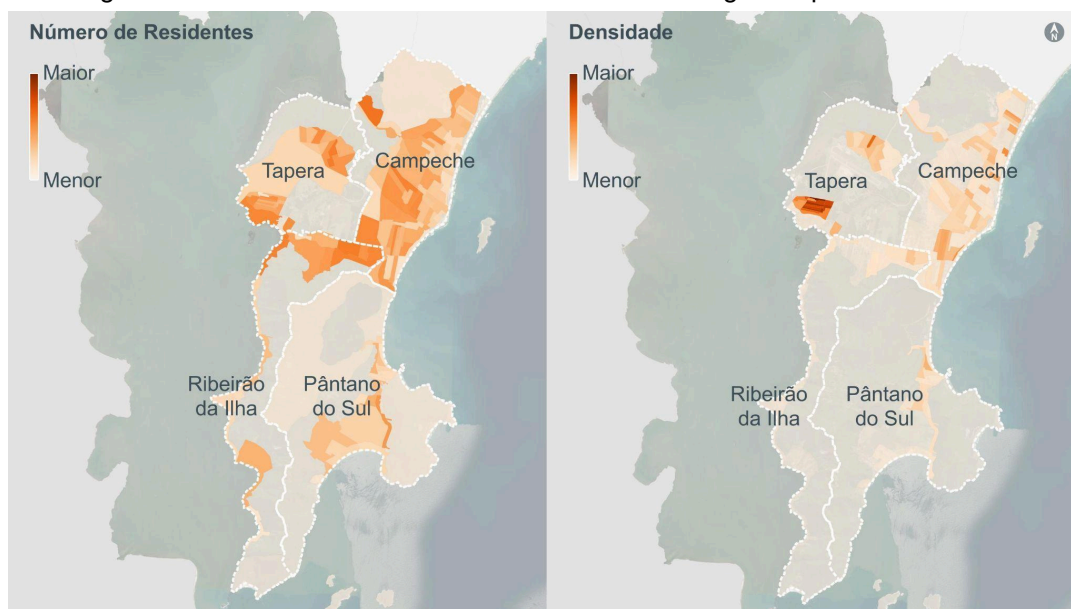 Número de Residentes
Maior
Menor
Tapera
Campeche
Ribeirão
da Ilha
Pântano
do Sul
Densidade
N
Maior
Menor
Tapera
Campeche
Ribeirão
da Ilha
Pântano
do Sul